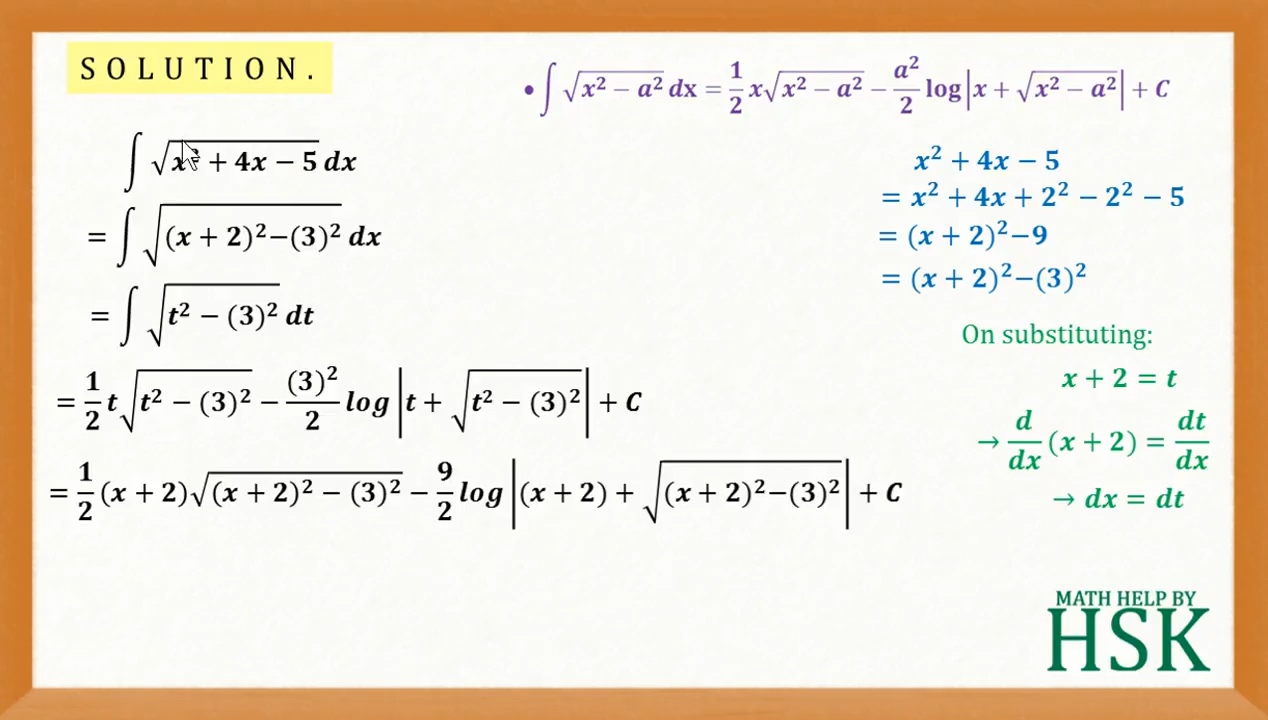 SOLUTION.
• ∫ √(x² − a²) dx = 1/2 x√(x² − a²) − a²/2 log|x + √(x² − a²)| + C
∫ √(x² + 4x − 5) dx
= ∫ √((x + 2)²−(3)²) dx
= ∫ √(t² − (3)²) dt
= 1/2 t√(t² − (3)²) − (3)²/2 log|t + √(t² − (3)²)| + C
= 1/2 (x + 2)√((x + 2)² − (3)²) − 9/2 log|(x + 2) + √((x + 2)²−(3)²)| + C
x² + 4x − 5
= x² + 4x + 2² − 2² − 5
= (x + 2)²−9
= (x + 2)²−(3)²
On substituting:
x + 2 = t
→ d/dx (x + 2) = dt/dx
→ dx = dt
MATH HELP BY
HSK